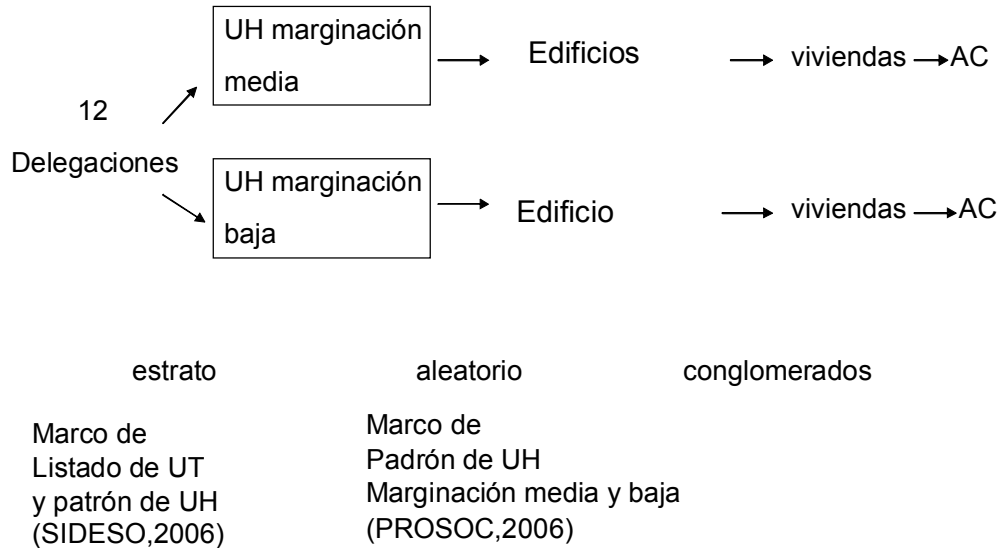 UH marginación
media
Edificios
viviendas
AC
12
Delegaciones
UH marginación
baja
Edificio
viviendas
AC
estrato
aleatorio
conglomerados
Marco de
Listado de UT
y patrón de UH
(SIDESO,2006)
Marco de
Padrón de UH
Marginación media y baja
(PROSOC,2006)